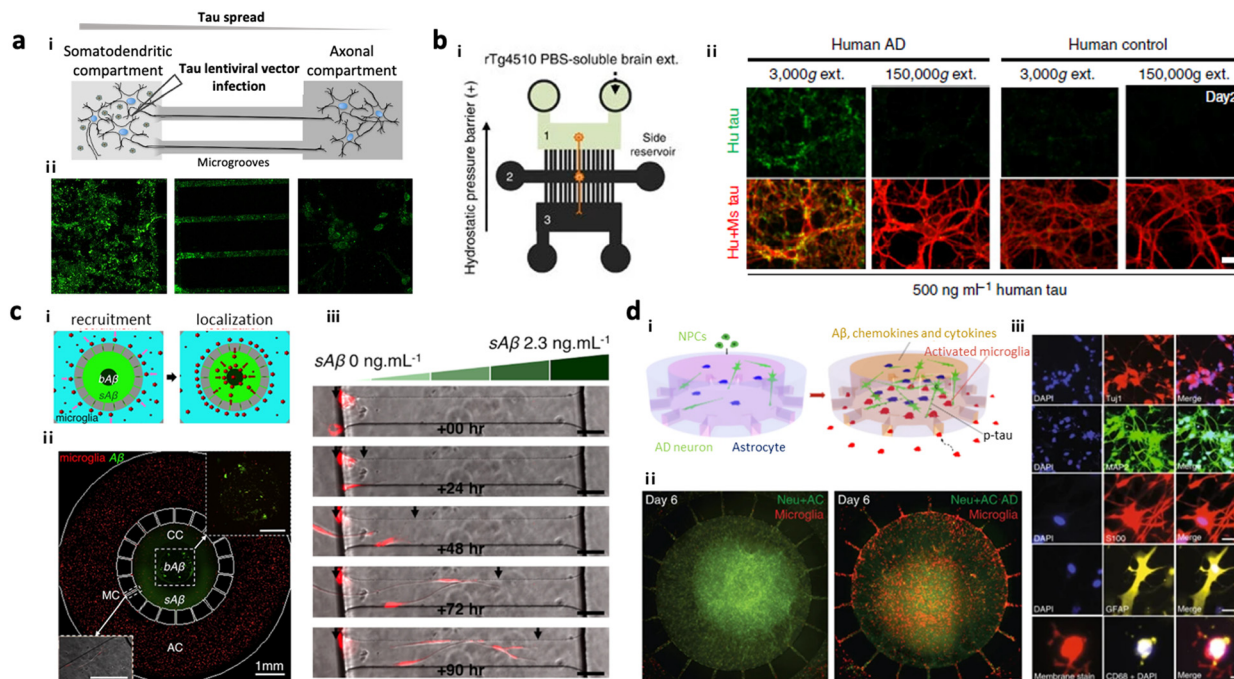 Tau spread
a
i
Somatodendritic
compartment
Tau lentiviral vector
infection
Axonal
compartment
Microgrooves
ii
b
i
rTg4510 PBS-soluble brain ext.
Hydrostatic pressure barrier (+)
1
2
3
Side
reservoir
ii
Human AD
Human control
3,000g ext.
150,000g ext.
3,000g ext.
150,000g ext.
Day2
Hu tau
Hu+Ms tau
500 ng ml⁻¹ human tau
c
i
recruitment
localization
bAβ
sAβ
microglia
ii
microglia Aβ
CC
bAβ
sAβ
MC
AC
1mm
iii
sAβ 0 ng.mL⁻¹
sAβ 2.3 ng.mL⁻¹
+00 hr
+24 hr
+48 hr
+72 hr
+90 hr
d
i
NPCs
AD neuron
Astrocyte
Aβ, chemokines and cytokines
Activated microglia
p-tau
ii
Day 6
Neu+AC
Microglia
Day 6
Neu+AC AD
Microglia
iii
DAPI
Tuj1
Merge
DAPI
MAP2
Merge
DAPI
S100
Merge
DAPI
GFAP
Merge
Membrane stain
CD68 + DAPI
Merge